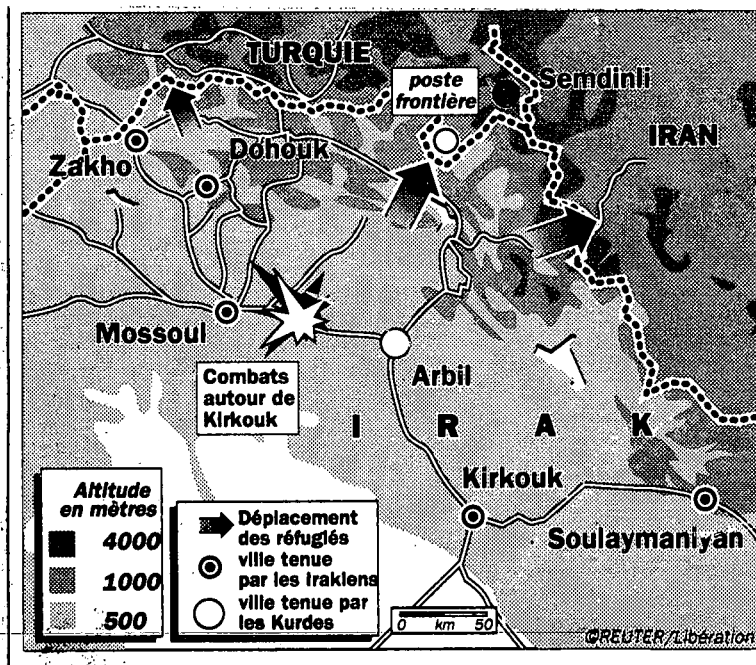 TURQUIE
poste
frontière
Semdinli
IRAN
Zakho
Dohouk
Mossoul
Arbil
Combats
autour de
Kirkouk
I R A K
Kirkouk
Soulaymaniyan
Altitude
en mètres
4000
1000
500
Déplacement
des réfugiés
ville tenue
par les Irakiens
ville tenue par
les Kurdes
0 km 50
©REUTER/Libération